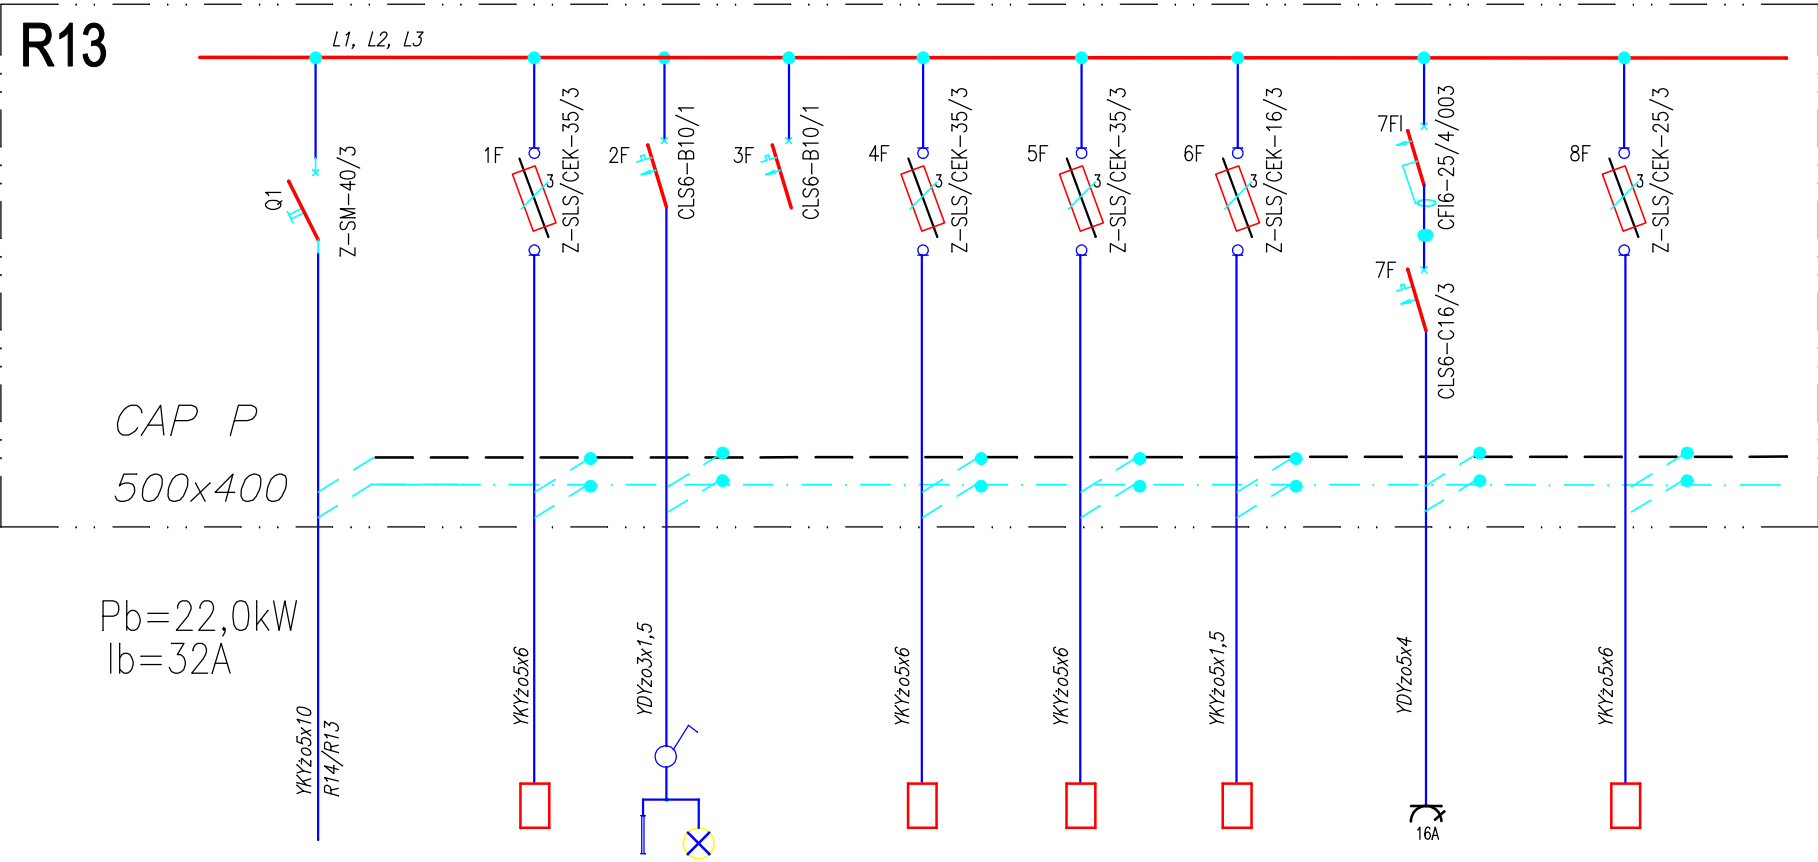 R13
L1, L2, L3
Q1
Z-SM-40/3
1F
3
Z-SLS/CEK-35/3
2F
CLS6-B10/1
3F
CLS6-B10/1
4F
3
Z-SLS/CEK-35/3
5F
3
Z-SLS/CEK-35/3
6F
3
Z-SLS/CEK-16/3
7FI
CFI6-25/4/003
7F
CLS6-C16/3
8F
3
Z-SLS/CEK-25/3
CAP P
500x400
Pb=22,0kW
Ib=32A
YKYżo5x10
R14/R13
YKYżo5x6
YDYżo3x1,5
YKYżo5x6
YKYżo5x6
YKYżo5x1,5
YDYżo5x4
16A
YKYżo5x6